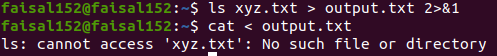 faisal152@faisal152:~$ ls xyz.txt > output.txt 2>&1
faisal152@faisal152:~$ cat < output.txt
ls: cannot access 'xyz.txt': No such file or directory